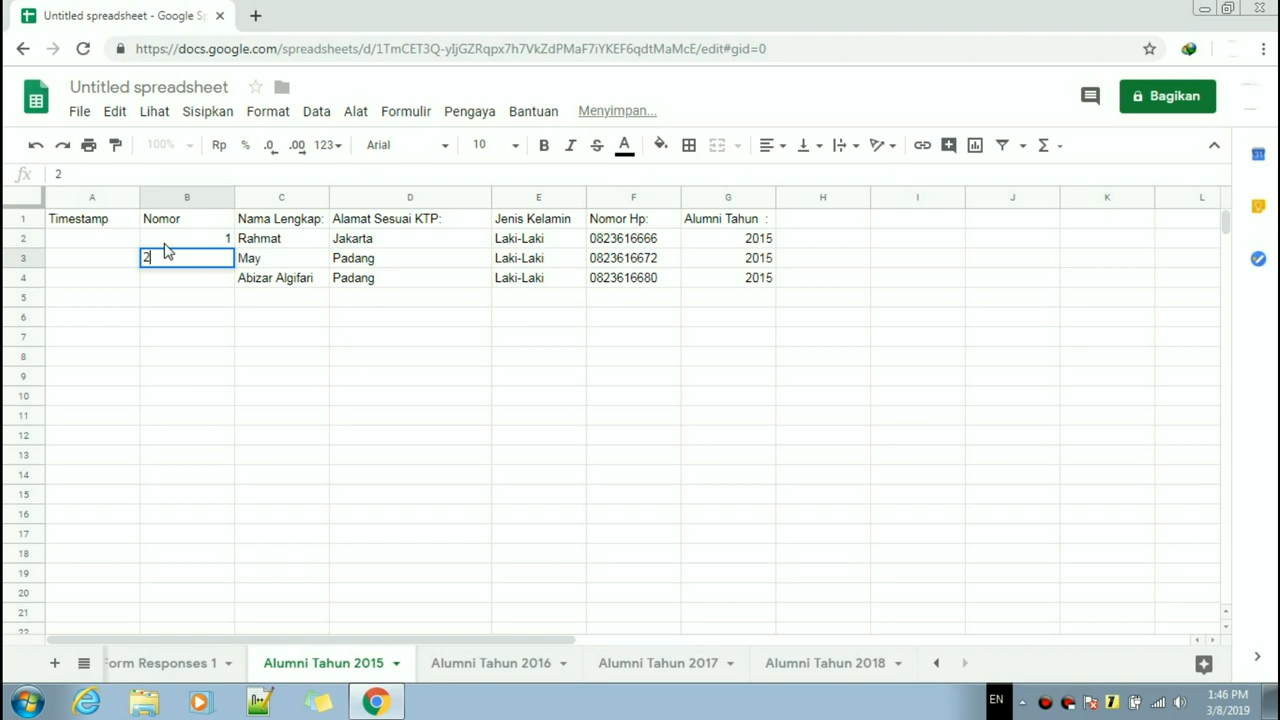 Untitled spreadsheet - Google Sp
https://docs.google.com/spreadsheets/d/1TmCET3Q-yIjGZRqpx7h7VkZdPMaF7iYKEF6qdtMaMcE/edit#gid=0
Untitled spreadsheet
File Edit Lihat Sisipkan Format Data Alat Formulir Pengaya Bantuan Menyimpan...
Bagikan
100% Rp % .0 .00 123 Arial 10 B I S A Σ
fx 2
A B C D E F G H I J K L
1 Timestamp Nomor Nama Lengkap: Alamat Sesuai KTP: Jenis Kelamin Nomor Hp: Alumni Tahun :
2 1 Rahmat Jakarta Laki-Laki 0823616666 2015
3 2 May Padang Laki-Laki 0823616672 2015
4 Abizar Algifari Padang Laki-Laki 0823616680 2015
5
6
7
8
9
10
11
12
13
14
15
16
17
18
19
20
21
22
orm Responses 1 Alumni Tahun 2015 Alumni Tahun 2016 Alumni Tahun 2017 Alumni Tahun 2018
EN
1:46 PM
3/8/2019